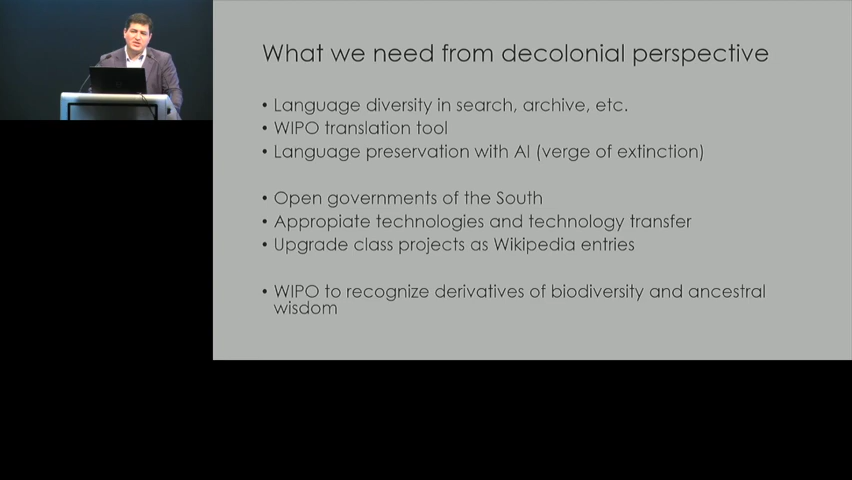 What we need from decolonial perspective
• Language diversity in search, archive, etc.
• WIPO translation tool
• Language preservation with AI (verge of extinction)
• Open governments of the South
• Appropiate technologies and technology transfer
• Upgrade class projects as Wikipedia entries
• WIPO to recognize derivatives of biodiversity and ancestral
wisdom